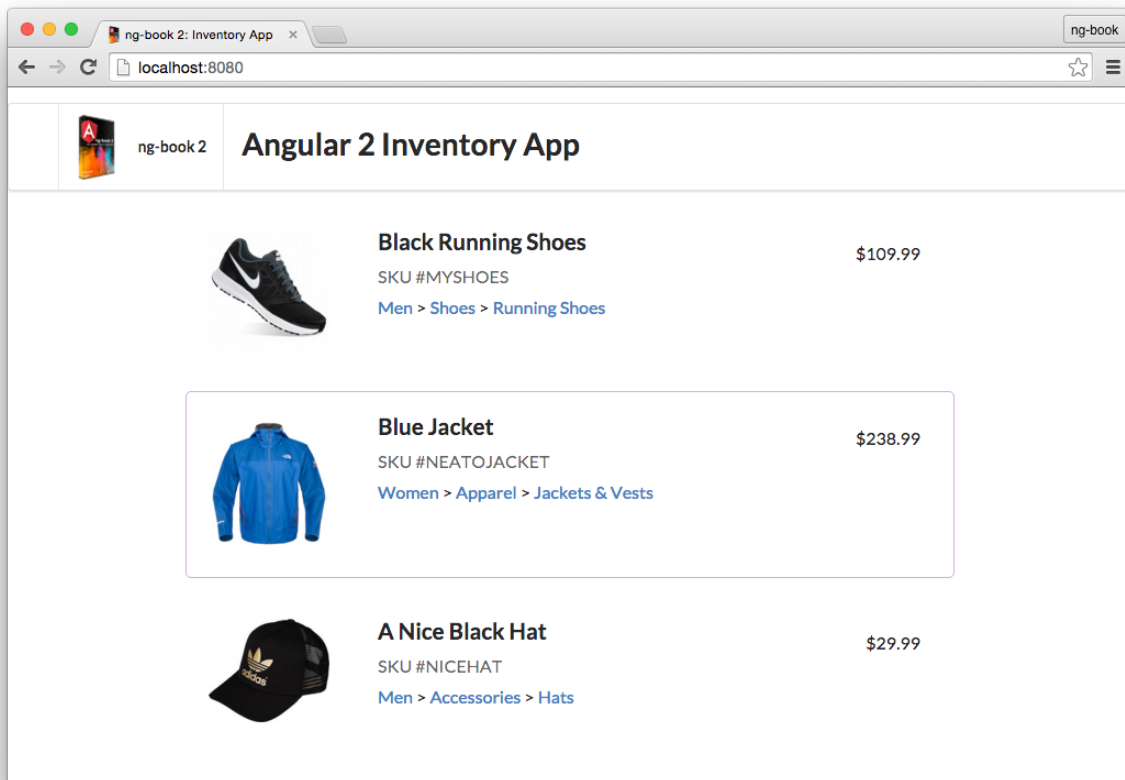 ng-book 2: Inventory App
ng-book
localhost:8080
ng-book 2
Angular 2 Inventory App
Black Running Shoes
$109.99
SKU #MYSHOES
Men > Shoes > Running Shoes
Blue Jacket
$238.99
SKU #NEATOJACKET
Women > Apparel > Jackets & Vests
A Nice Black Hat
$29.99
SKU #NICEHAT
Men > Accessories > Hats
adidas